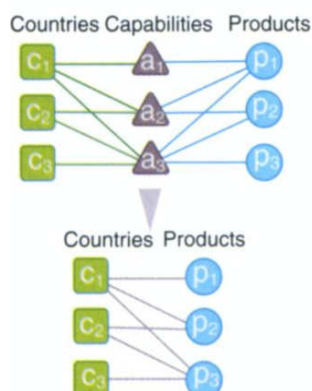 Countries Capabilities Products
c1 a1 p1
c2 a2 p2
c3 a3 p3
Countries Products
c1 p1
c2 p2
c3 p3